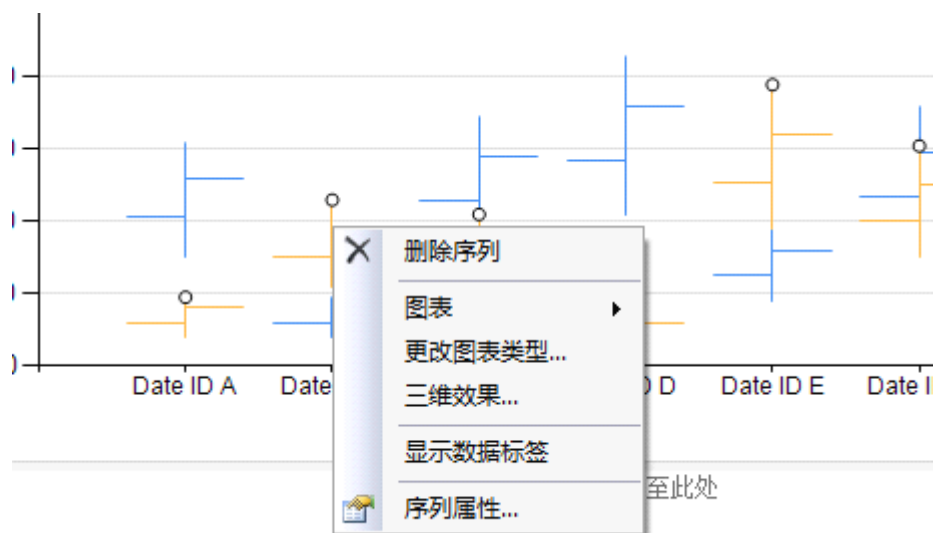 删除序列
图表
更改图表类型...
三维效果...
显示数据标签
序列属性...
Date ID A
Date
D
Date ID E
Date I
至此处